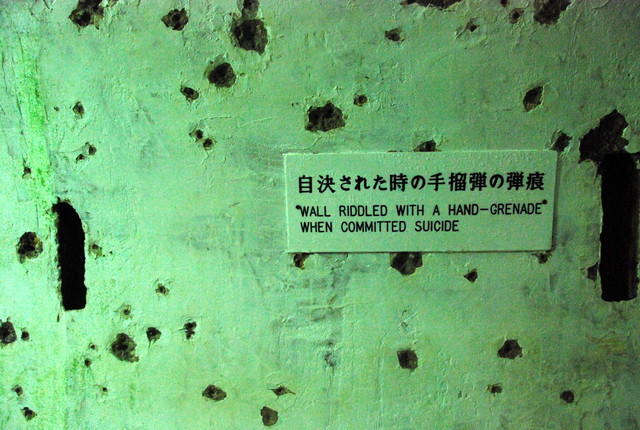 自決された時の手榴弾の弾痕
"WALL RIDDLED WITH A HAND-GRENADE"
WHEN COMMITTED SUICIDE